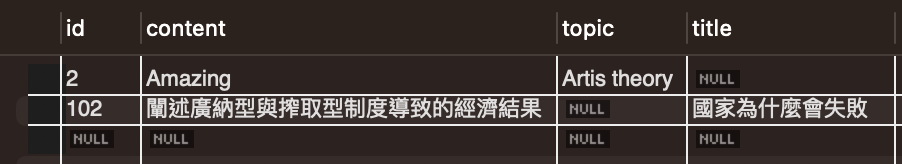 id content topic title
2 Amazing Artis theory NULL
102 闡述廣納型與搾取型制度導致的經濟結果 NULL 國家為什麼會失敗
NULL NULL NULL NULL